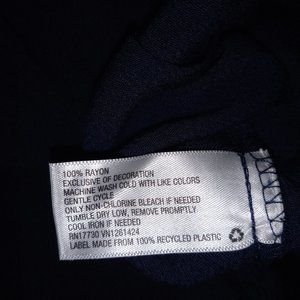 100% RAYON
EXCLUSIVE OF DECORATION
MACHINE WASH COLD WITH LIKE COLORS
GENTLE CYCLE
ONLY NON-CHLORINE BLEACH IF NEEDED
TUMBLE DRY LOW, REMOVE PROMPTLY
COOL IRON IF NEEDED
RN17730 VN1261424
LABEL MADE FROM 100% RECYCLED PLASTIC